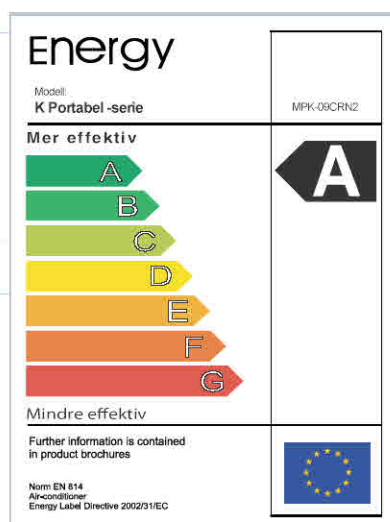 Energy
Modell:
K Portabel -serie
MPK-09CRN2
Mer effektiv
A
A
B
C
D
E
F
G
Mindre effektiv
Further information is contained
in product brochures
Norm EN 814
Air-conditioner
Energy Label Directive 2002/31/EC